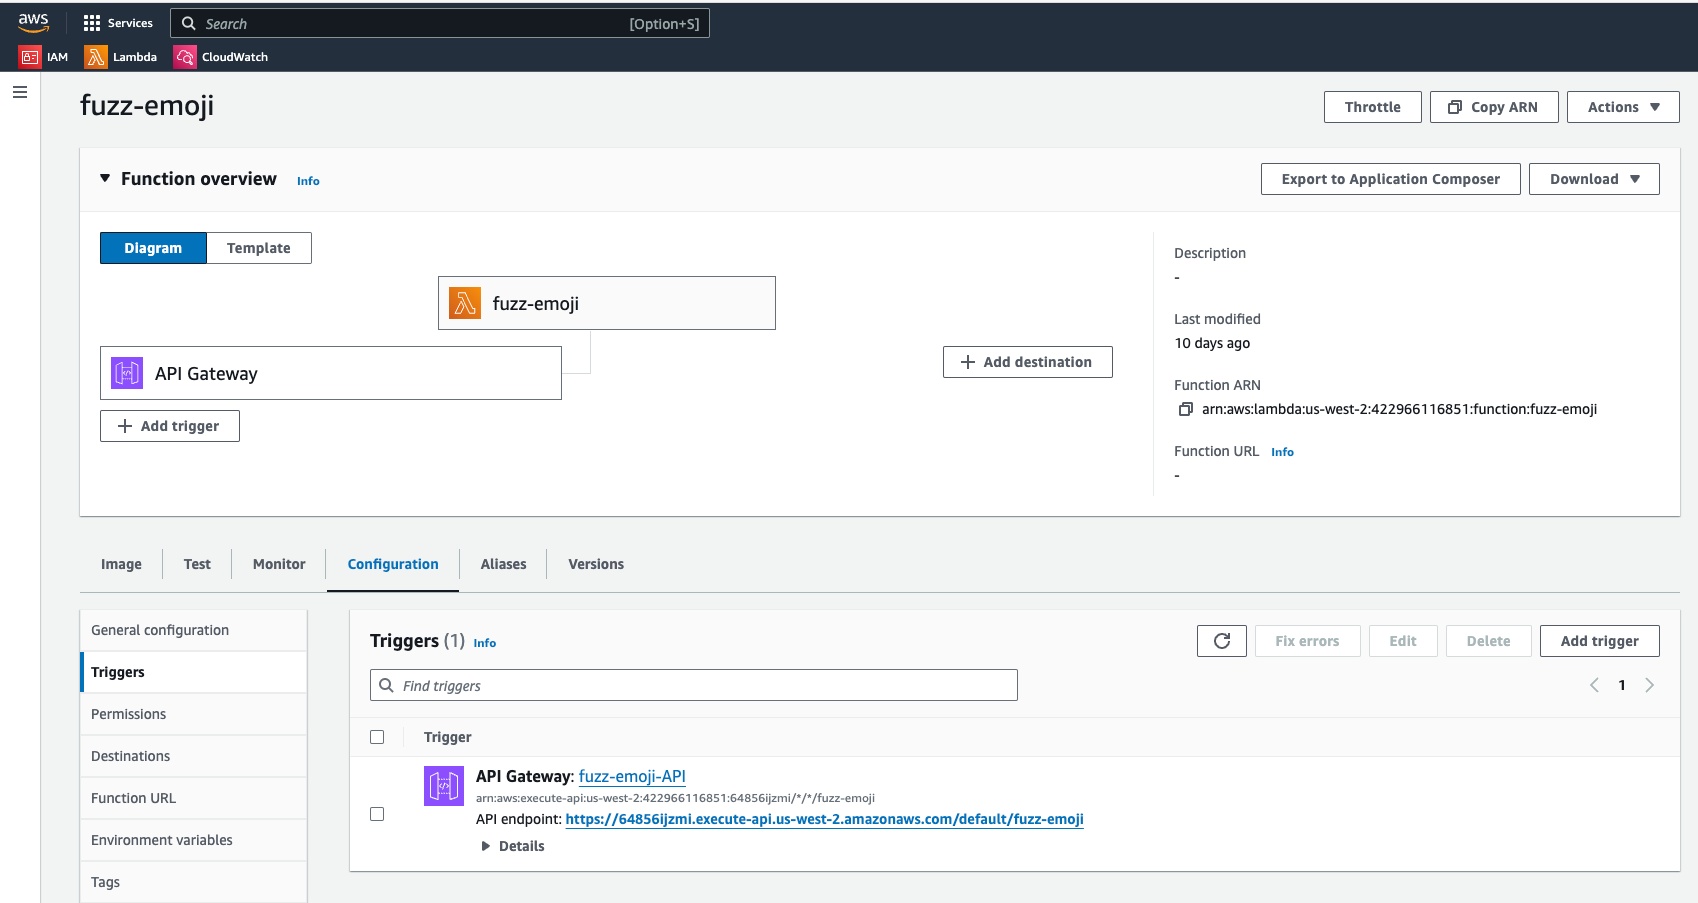 aws
Services
Search
[Option+S]
IAM
Lambda
CloudWatch
fuzz-emoji
Throttle
Copy ARN
Actions
Function overview
Info
Export to Application Composer
Download
Diagram
Template
fuzz-emoji
API Gateway
Add trigger
Add destination
Description
-
Last modified
10 days ago
Function ARN
arn:aws:lambda:us-west-2:422966116851:function:fuzz-emoji
Function URL Info
-
Image
Test
Monitor
Configuration
Aliases
Versions
General configuration
Triggers
Permissions
Destinations
Function URL
Environment variables
Tags
Triggers (1) Info
Fix errors
Edit
Delete
Add trigger
Find triggers
1
Trigger
API Gateway: fuzz-emoji-API
arn:aws:execute-api:us-west-2:422966116851:64856ijzmi/*/*/fuzz-emoji
API endpoint: https://64856ijzmi.execute-api.us-west-2.amazonaws.com/default/fuzz-emoji
Details